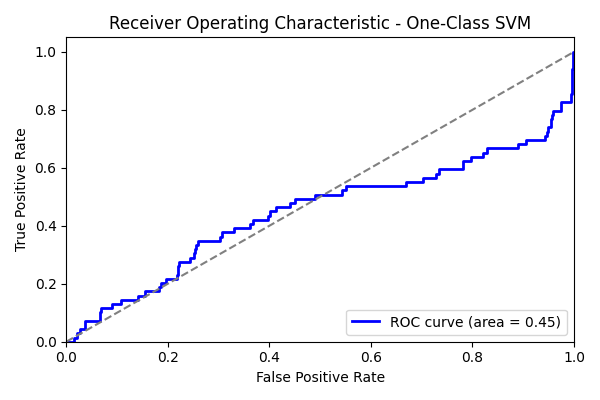 Receiver Operating Characteristic - One-Class SVM
True Positive Rate
1.0
0.8
0.6
0.4
0.2
0.0
ROC curve (area = 0.45)
0.0 0.2 0.4 0.6 0.8 1.0
False Positive Rate